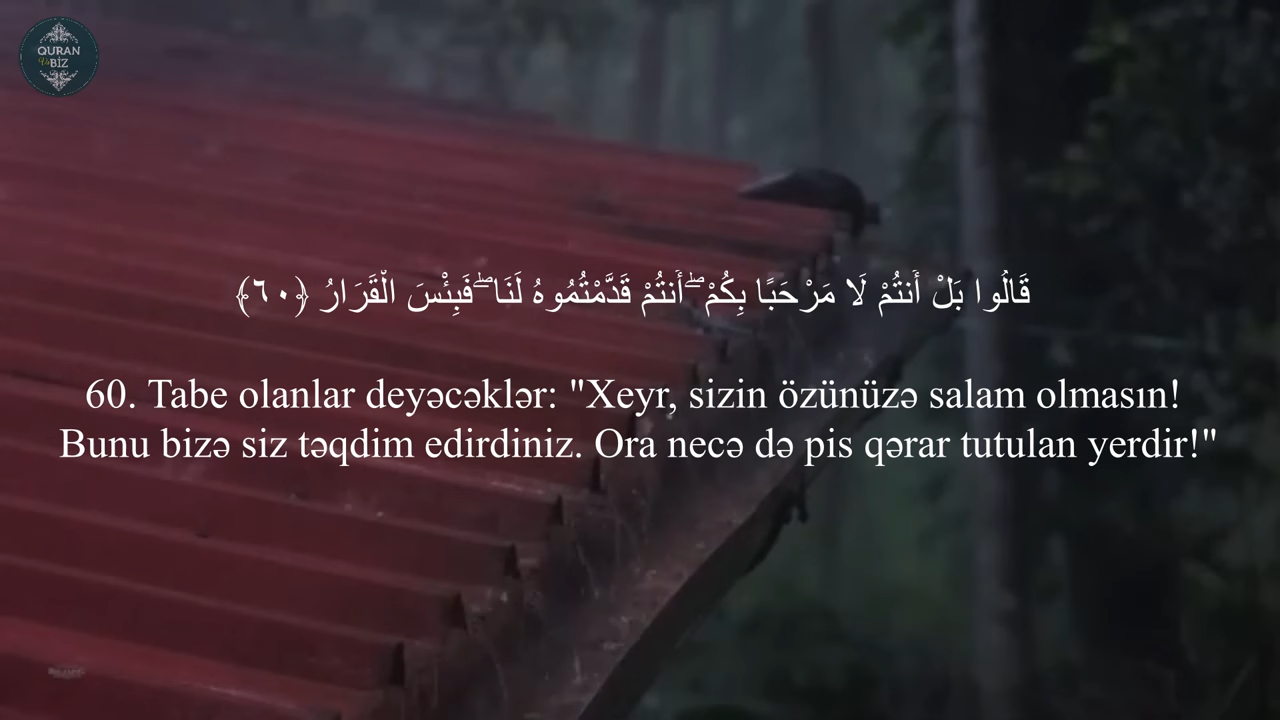 QURAN
Və
BİZ
قَالُوا بَلْ أَنتُمْ لَا مَرْحَبًا بِكُمْ ۖ أَنتُمْ قَدَّمْتُمُوهُ لَنَا ۖ فَبِئْسَ الْقَرَارُ ﴿٦٠﴾
60. Tabe olanlar deyəcəklər: "Xeyr, sizin özünüzə salam olmasın!
Bunu bizə siz təqdim edirdiniz. Ora necə də pis qərar tutulan yerdir!"